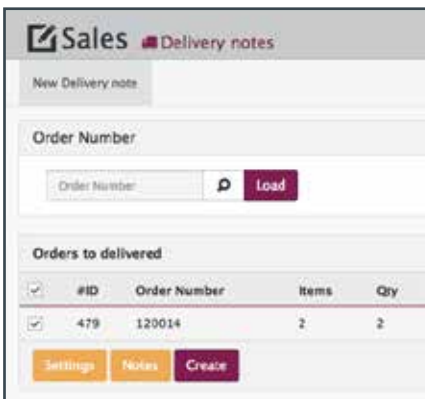 Sales Delivery notes
New Delivery note
Order Number
Order Number Load
Orders to delivered
#ID Order Number Items Qty
479 120014 2 2
Settings Notes Create